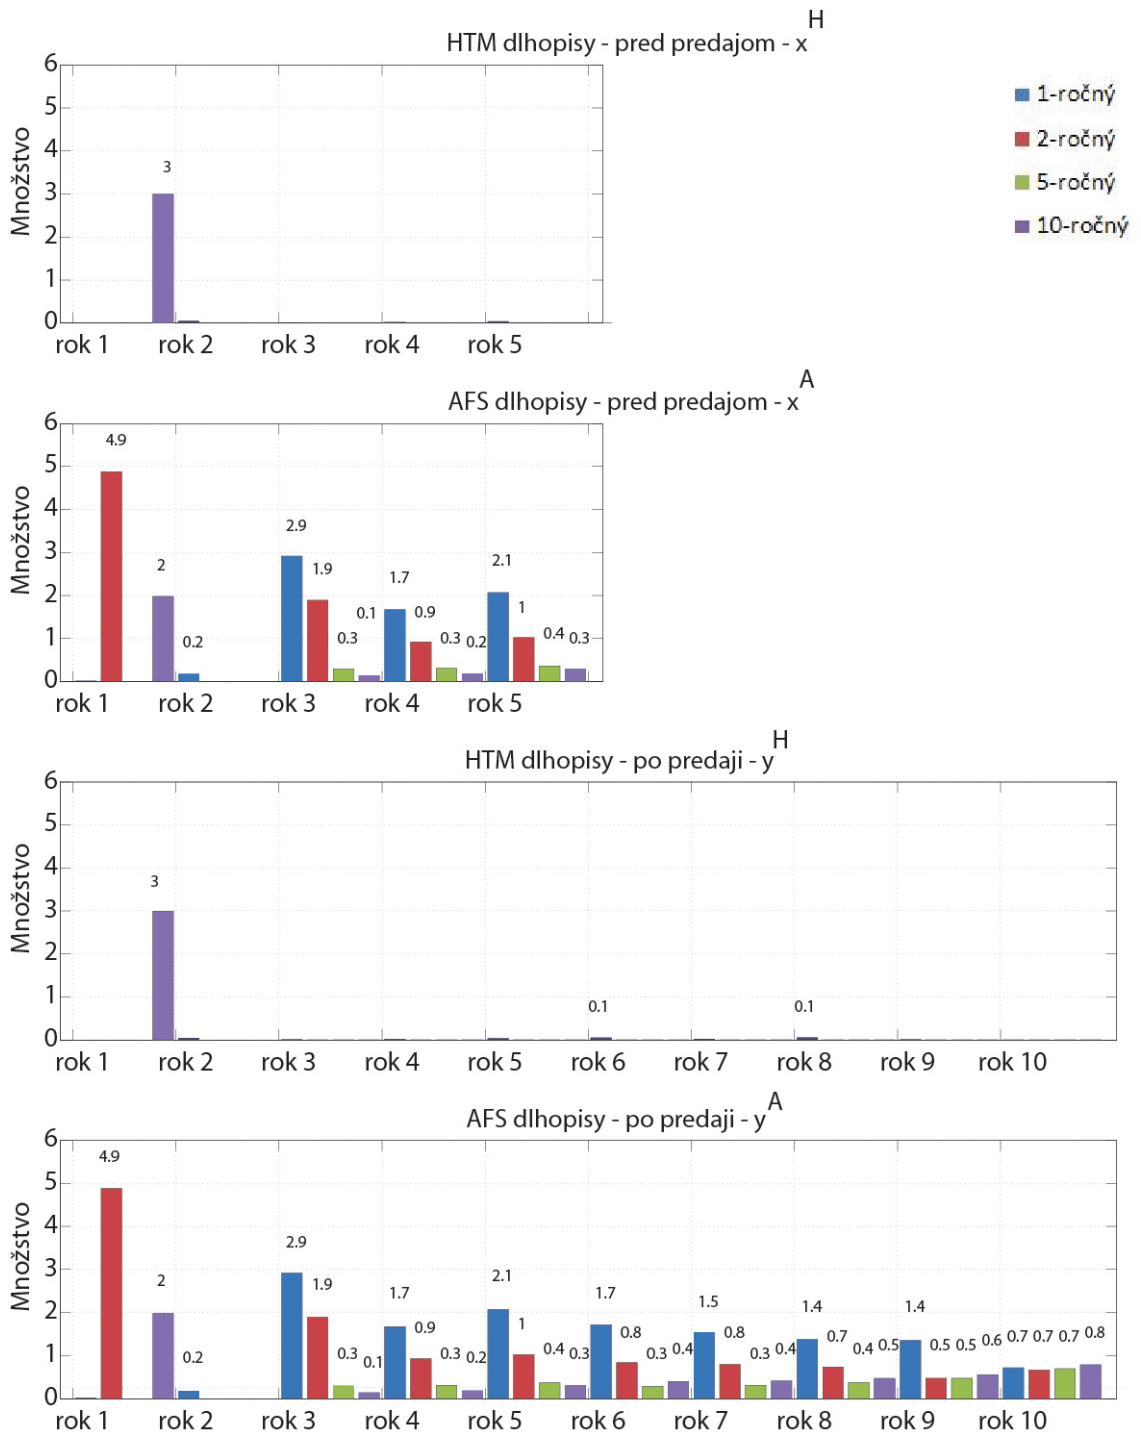 HTM dlhopisy - pred predajom - x^H
Množstvo
6
5
4
3
2
1
0
3
rok 1 rok 2 rok 3 rok 4 rok 5
1-ročný
2-ročný
5-ročný
10-ročný
AFS dlhopisy - pred predajom - x^A
Množstvo
6
5
4
3
2
1
0
4.9 2 0.2 2.9 1.9 0.3 0.1 1.7 0.9 0.3 0.2 2.1 1 0.4 0.3
rok 1 rok 2 rok 3 rok 4 rok 5
HTM dlhopisy - po predaji - y^H
Množstvo
6
5
4
3
2
1
0
3 0.1 0.1
rok 1 rok 2 rok 3 rok 4 rok 5 rok 6 rok 7 rok 8 rok 9 rok 10
AFS dlhopisy - po predaji - y^A
Množstvo
6
5
4
3
2
1
0
4.9 2 0.2 2.9 1.9 0.3 0.1 1.7 0.9 0.3 0.2 2.1 1 0.4 0.3 1.7 0.8 0.3 0.4 1.5 0.8 0.3 0.4 1.4 0.7 0.4 0.5 1.4 0.5 0.5 0.6 0.7 0.7 0.7 0.8
rok 1 rok 2 rok 3 rok 4 rok 5 rok 6 rok 7 rok 8 rok 9 rok 10